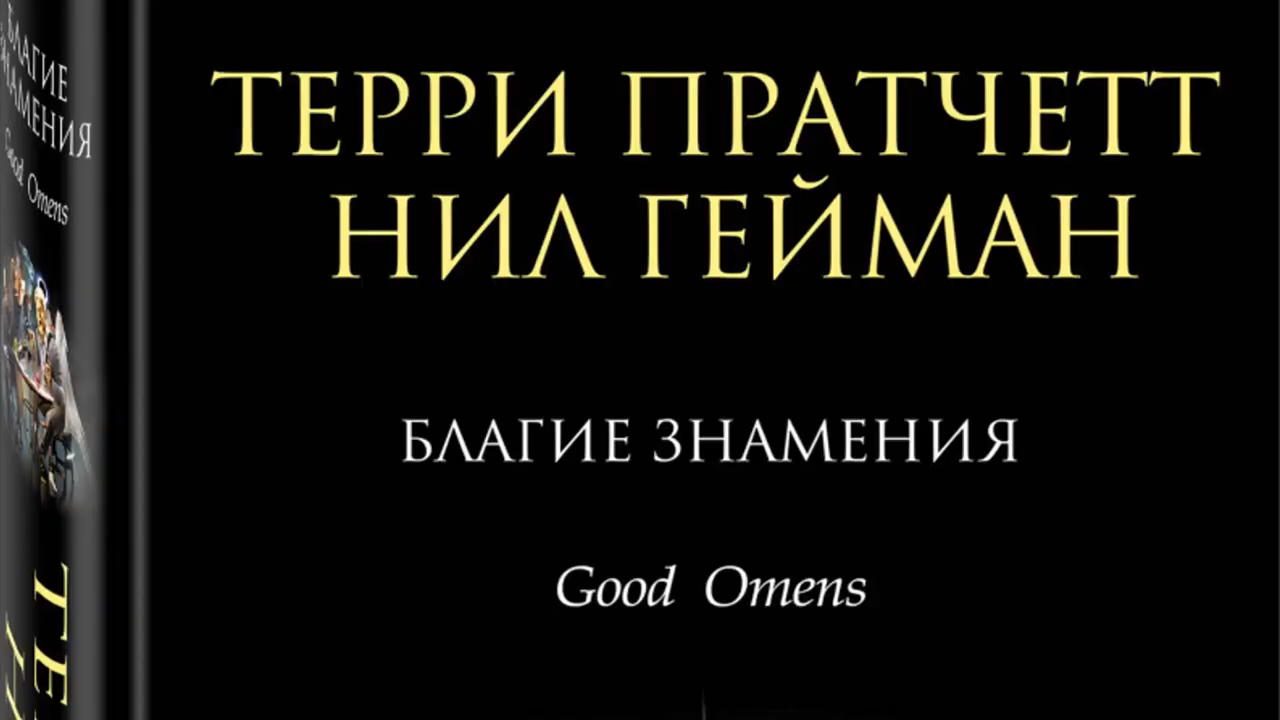 ТЕРРИ ПРАТЧЕТТ
НИЛ ГЕЙМАН
БЛАГИЕ ЗНАМЕНИЯ
Good Omens
БЛАГИЕ
ЗНАМЕНИЯ
Good Omens